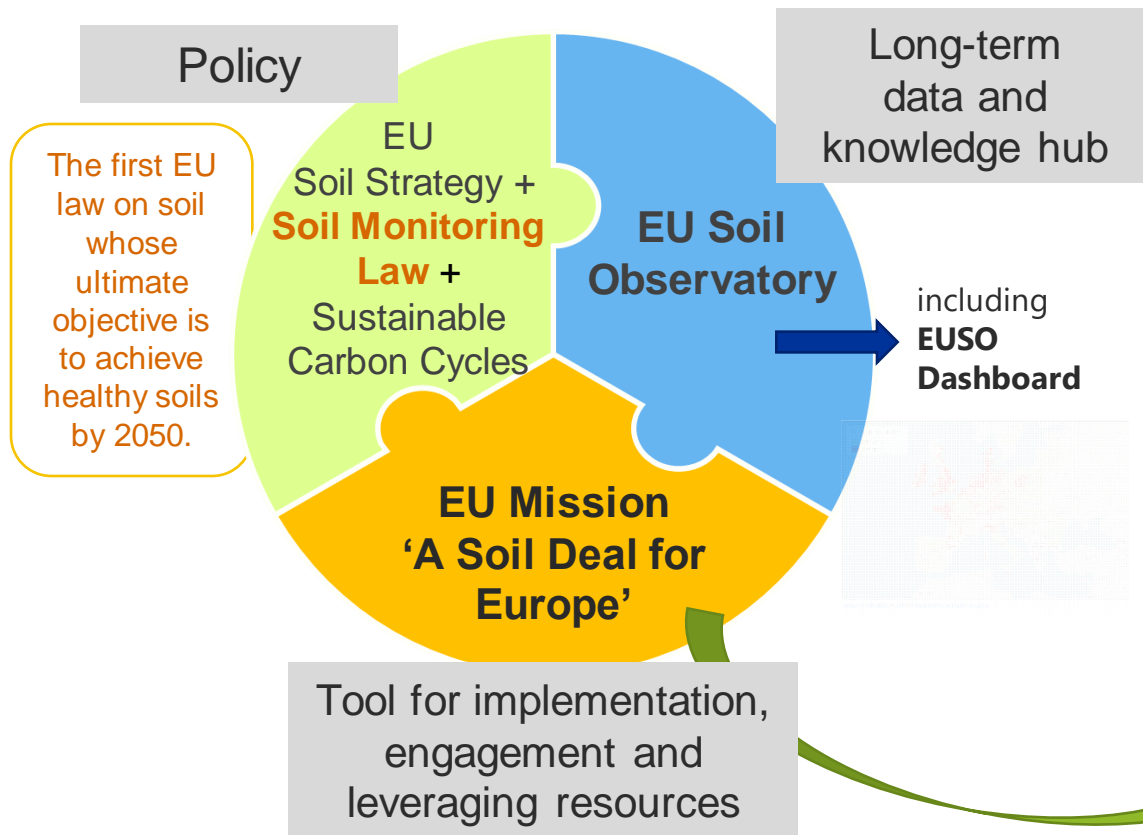 Policy
The first EU
law on soil
whose
ultimate
objective is
to achieve
healthy soils
by 2050.
EU
Soil Strategy +
Soil Monitoring
Law +
Sustainable
Carbon Cycles
Long-term
data and
knowledge hub
EU Soil
Observatory
including
EUSO
Dashboard
EU Mission
‘A Soil Deal for
Europe’
Tool for implementation,
engagement and
leveraging resources